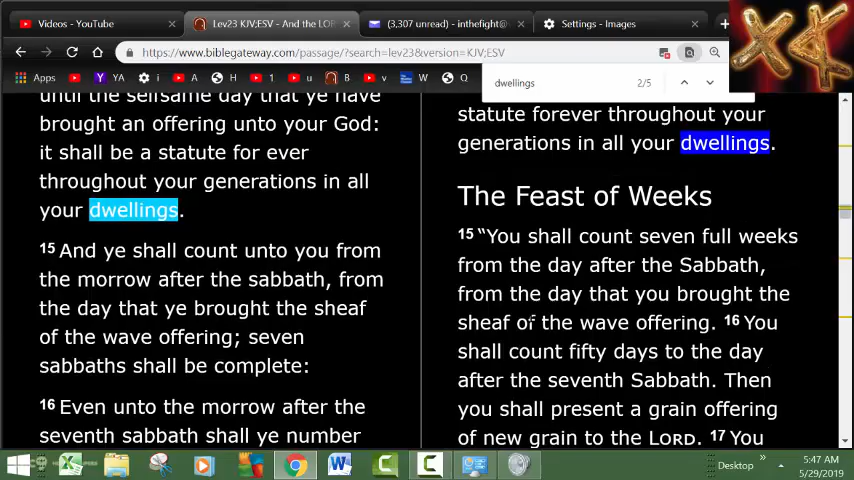 Videos - YouTube
Lev23 KJV;ESV - And the LOR
(3,307 unread) - inthefight@
Settings - Images
https://www.biblegateway.com/passage/?search=lev23&version=KJV;ESV
Apps
YA
i
A
H
1
u
B
V
W
Q
dwellings
2/5
until the selfsame day that ye have
brought an offering unto your God:
it shall be a statute for ever
throughout your generations in all
your dwellings.
15 And ye shall count unto you from
the morrow after the sabbath, from
the day that ye brought the sheaf
of the wave offering; seven
sabbaths shall be complete:
16 Even unto the morrow after the
seventh sabbath shall ye number
statute forever throughout your
generations in all your dwellings.
The Feast of Weeks
15 “You shall count seven full weeks
from the day after the Sabbath,
from the day that you brought the
sheaf of the wave offering. 16 You
shall count fifty days to the day
after the seventh Sabbath. Then
you shall present a grain offering
of new grain to the LORD. 17 You
Desktop
5:47 AM
5/29/2019